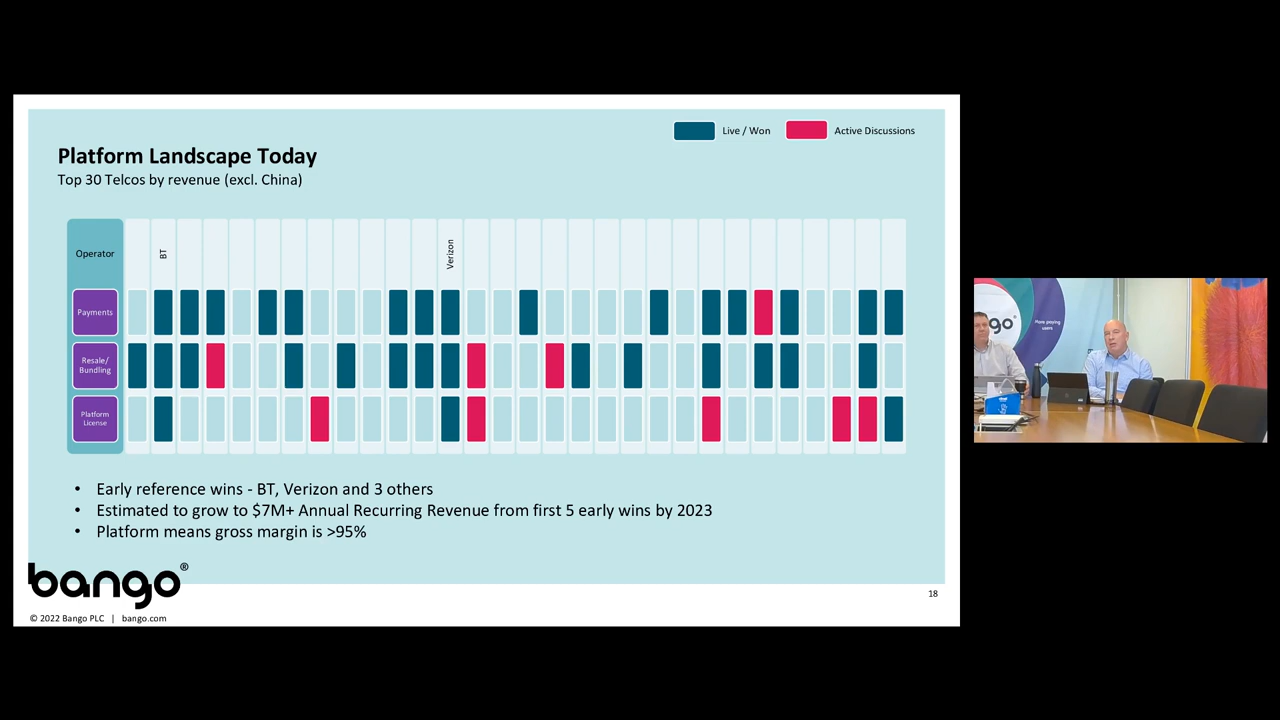 Live / Won
Active Discussions
Platform Landscape Today
Top 30 Telcos by revenue (excl. China)
Operator
BT
Verizon
Payments
Resale/
Bundling
Platform
License
• Early reference wins - BT, Verizon and 3 others
• Estimated to grow to $7M+ Annual Recurring Revenue from first 5 early wins by 2023
• Platform means gross margin is >95%
bango®
18
© 2022 Bango PLC | bango.com
More paying
users